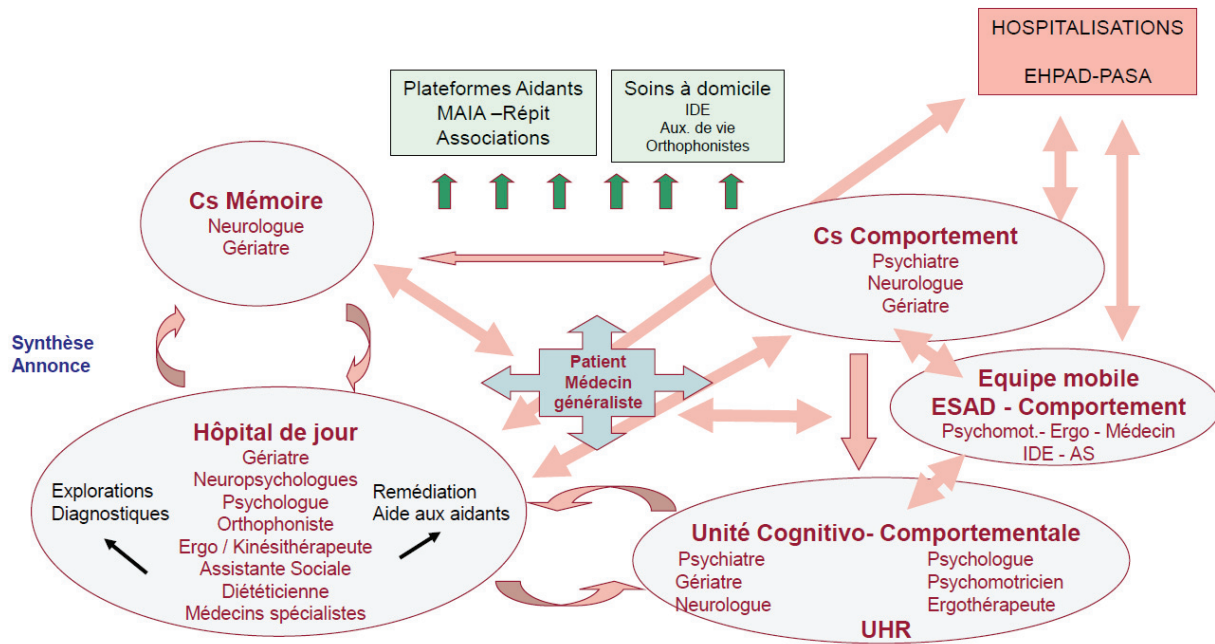 HOSPITALISATIONS
EHPAD-PASA
Plateformes Aidants
MAIA –Répit
Associations
Soins à domicile
IDE
Aux. de vie
Orthophonistes
Cs Mémoire
Neurologue
Gériatre
Cs Comportement
Psychiatre
Neurologue
Gériatre
Synthèse
Annonce
Patient
Médecin
généraliste
Equipe mobile
ESAD - Comportement
Psychomot.- Ergo - Médecin
IDE - AS
Hôpital de jour
Gériatre
Neuropsychologues
Psychologue
Orthophoniste
Ergo / Kinésithérapeute
Assistante Sociale
Diététicienne
Médecins spécialistes
Explorations
Diagnostiques
Remédiation
Aide aux aidants
Unité Cognitivo- Comportementale
Psychiatre
Gériatre
Neurologue
Psychologue
Psychomotricien
Ergothérapeute
UHR